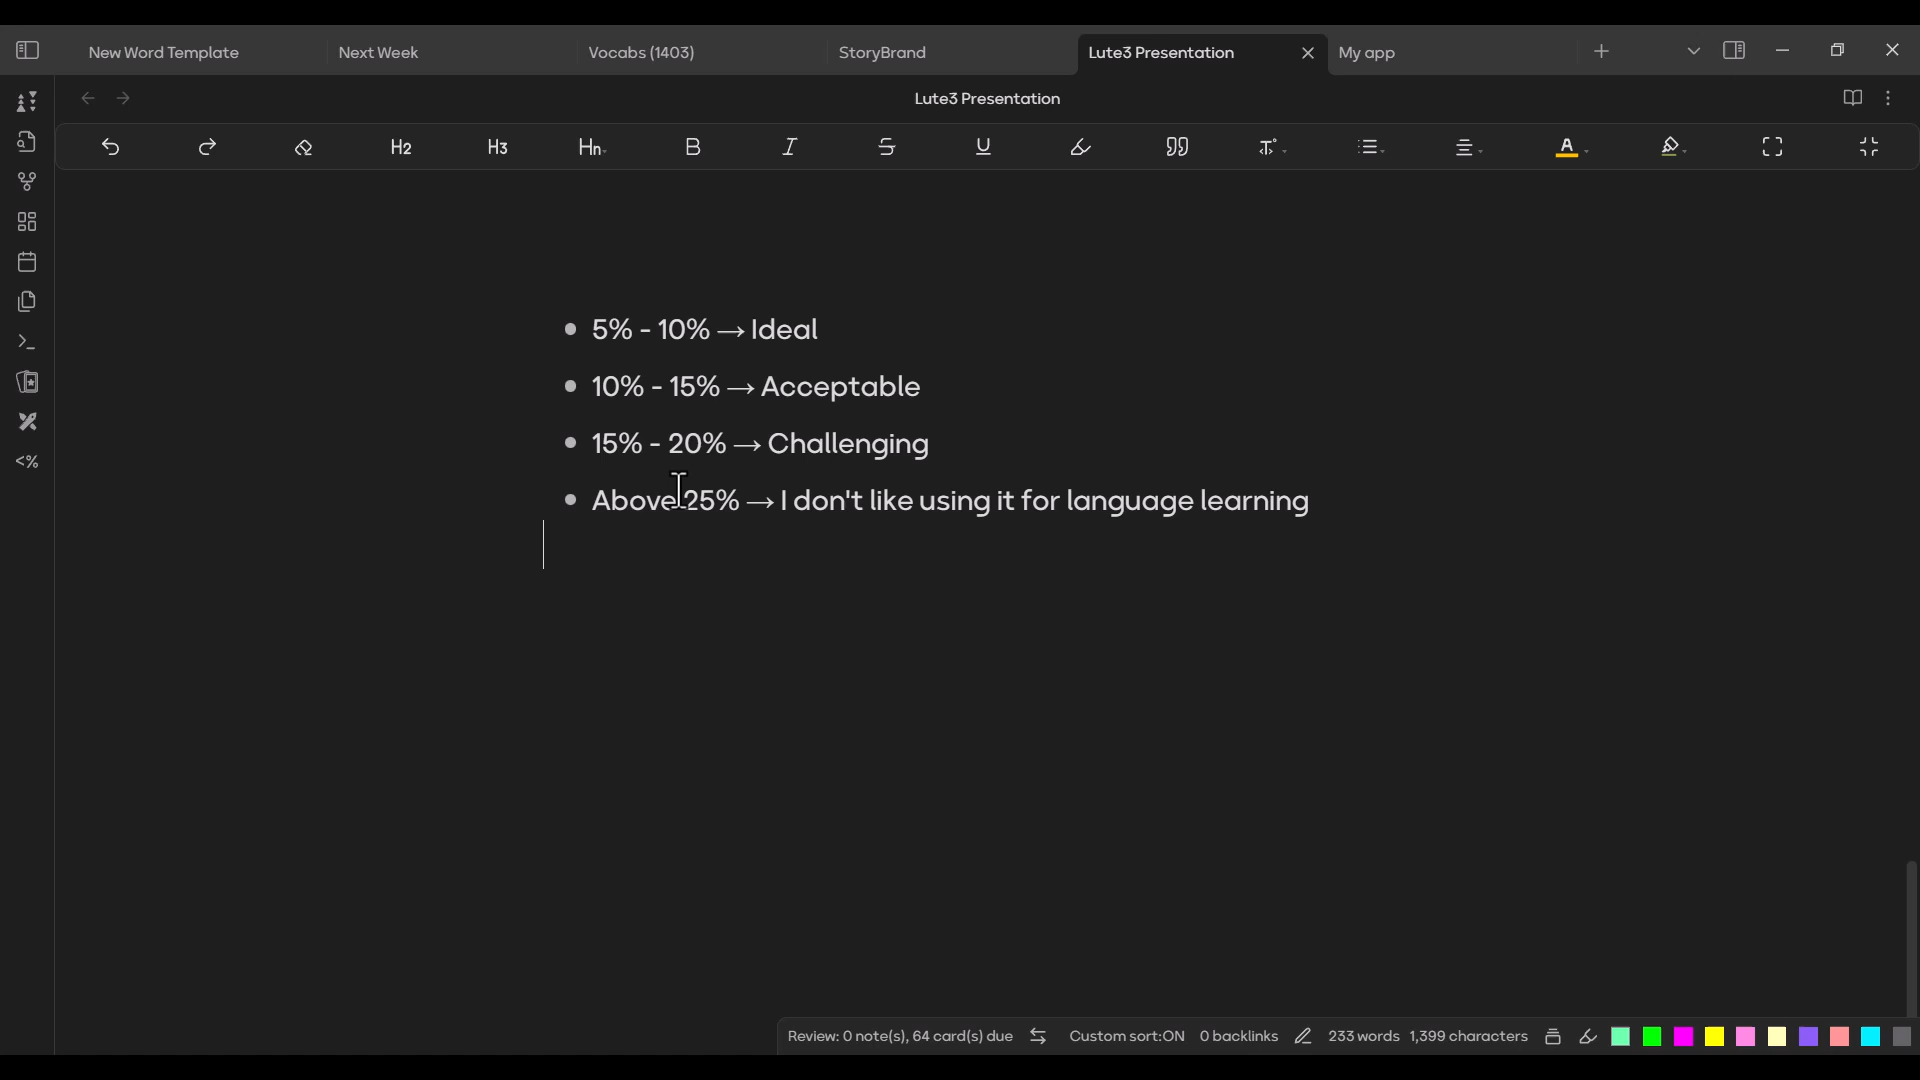 New Word Template
Next Week
Vocabs (1403)
StoryBrand
Lute3 Presentation
My app
Lute3 Presentation
H2
H3
Hn
B
I
S
U
T
A
<%
5% - 10% → Ideal
10% - 15% → Acceptable
15% - 20% → Challenging
Above 25% → I don't like using it for language learning
Review: 0 note(s), 64 card(s) due
Custom sort:ON
0 backlinks
233 words
1,399 characters